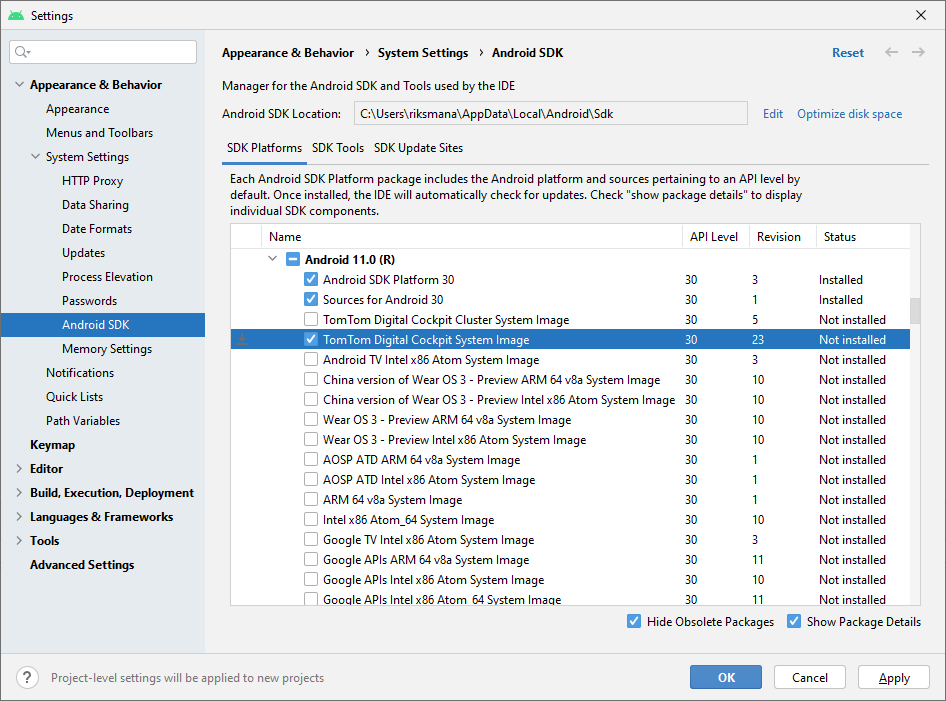 Settings
Appearance & Behavior
Appearance
Menus and Toolbars
System Settings
HTTP Proxy
Data Sharing
Date Formats
Updates
Process Elevation
Passwords
Android SDK
Memory Settings
Notifications
Quick Lists
Path Variables
Keymap
Editor
Build, Execution, Deployment
Languages & Frameworks
Tools
Advanced Settings
Appearance & Behavior › System Settings › Android SDK Reset
Manager for the Android SDK and Tools used by the IDE
Android SDK Location: C:\Users\riksmana\AppData\Local\Android\Sdk Edit Optimize disk space
SDK Platforms SDK Tools SDK Update Sites
Each Android SDK Platform package includes the Android platform and sources pertaining to an API level by
default. Once installed, the IDE will automatically check for updates. Check "show package details" to display
individual SDK components.
Name API Level Revision Status
Android 11.0 (R)
Android SDK Platform 30 30 3 Installed
Sources for Android 30 30 1 Installed
TomTom Digital Cockpit Cluster System Image 30 5 Not installed
TomTom Digital Cockpit System Image 30 23 Not installed
Android TV Intel x86 Atom System Image 30 3 Not installed
China version of Wear OS 3 - Preview ARM 64 v8a System Image 30 10 Not installed
China version of Wear OS 3 - Preview Intel x86 Atom System Image 30 10 Not installed
Wear OS 3 - Preview ARM 64 v8a System Image 30 10 Not installed
Wear OS 3 - Preview Intel x86 Atom System Image 30 10 Not installed
AOSP ATD ARM 64 v8a System Image 30 1 Not installed
AOSP ATD Intel x86 Atom System Image 30 1 Not installed
ARM 64 v8a System Image 30 1 Not installed
Intel x86 Atom_64 System Image 30 10 Not installed
Google TV Intel x86 Atom System Image 30 3 Not installed
Google APIs ARM 64 v8a System Image 30 11 Not installed
Google APIs Intel x86 Atom System Image 30 10 Not installed
Google APIs Intel x86 Atom_64 System Image 30 11 Not installed
Hide Obsolete Packages Show Package Details
? Project-level settings will be applied to new projects
OK Cancel Apply